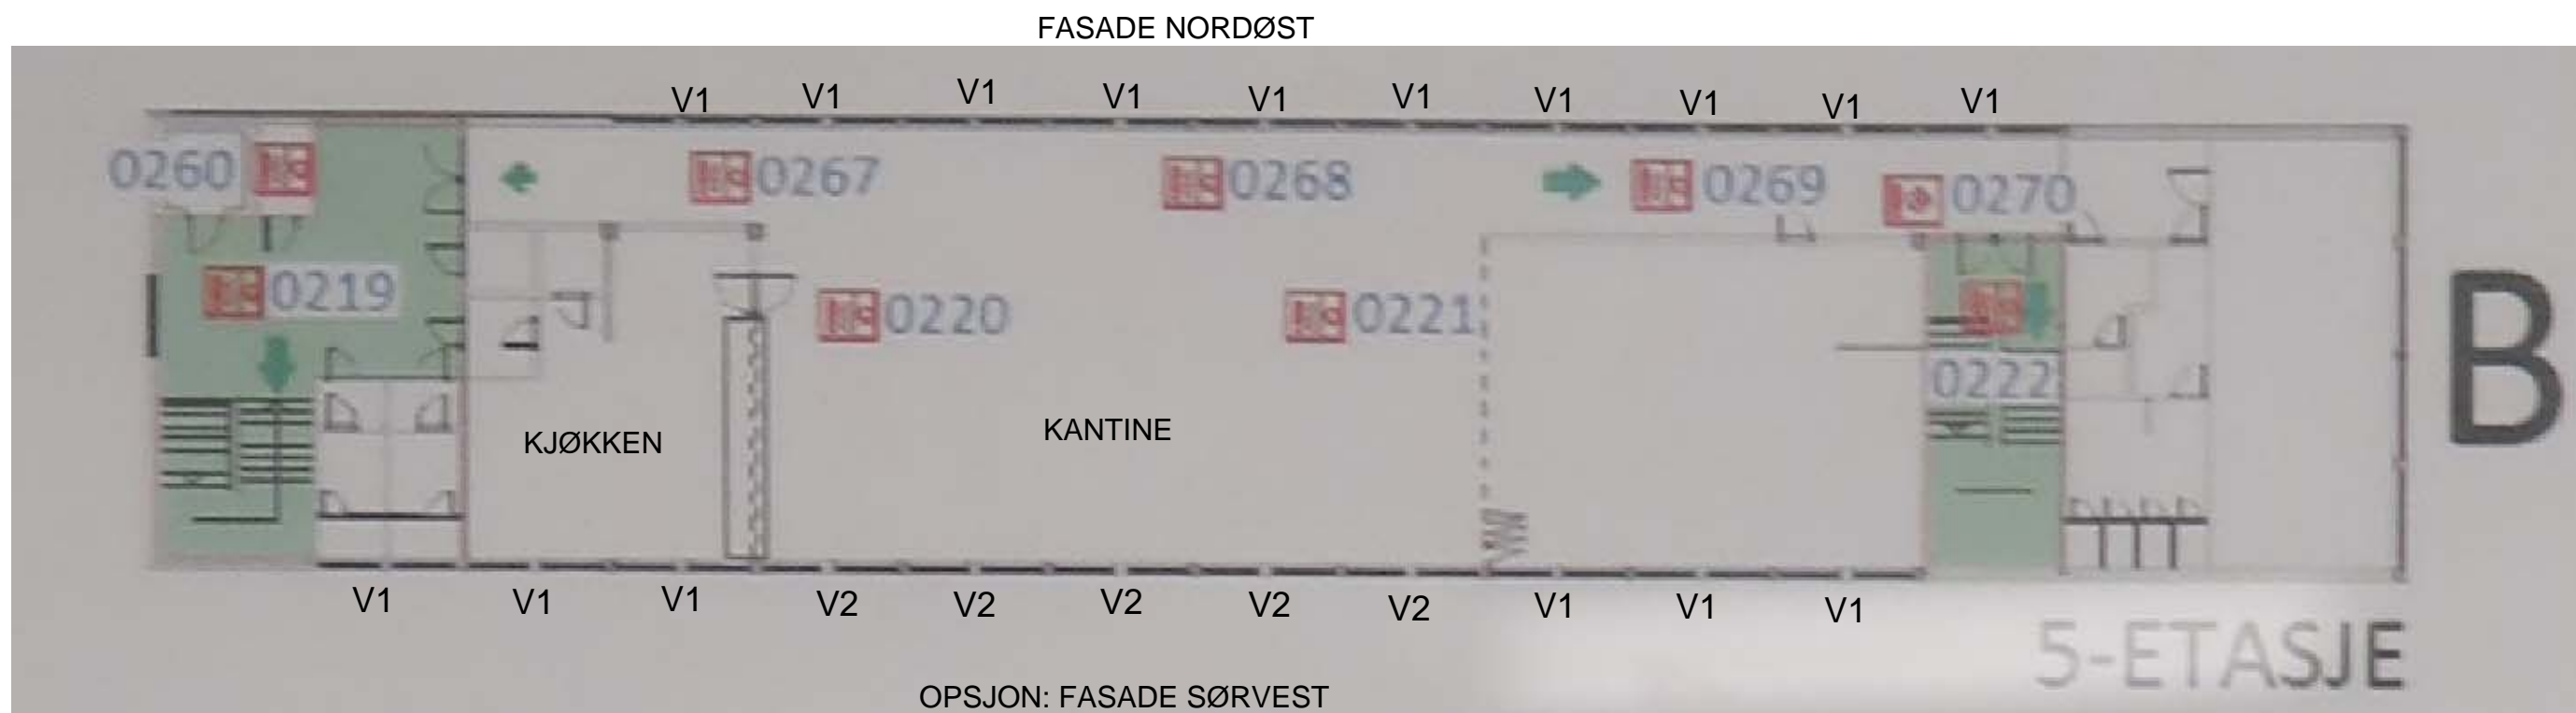 FASADE NORDØST
V1 V1 V1 V1 V1 V1 V1 V1 V1 V1
0260 0267 0268 0269 0270
0219 0220 0221
0222
B
KJØKKEN KANTINE
V1 V1 V1 V2 V2 V2 V2 V2 V1 V1 V1
5-ETASJE
OPSJON: FASADE SØRVEST